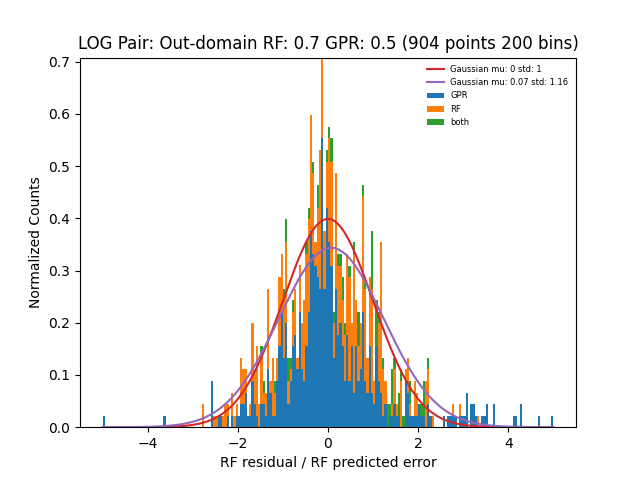 LOG Pair: Out-domain RF: 0.7 GPR: 0.5 (904 points 200 bins)
Gaussian mu: 0 std: 1
Gaussian mu: 0.07 std: 1.16
GPR
RF
both
Normalized Counts
0.7
0.6
0.5
0.4
0.3
0.2
0.1
0.0
−4
−2
0
2
4
RF residual / RF predicted error